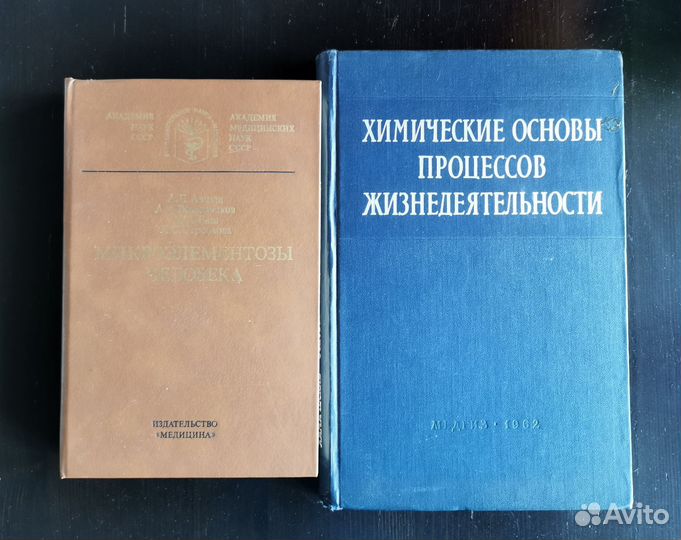 АКАДЕМИЯ
НАУК
СССР
АКАДЕМИЯ
МЕДИЦИНСКИХ
НАУК
СССР
МИКРОЭЛЕМЕНТОЗЫ
ЧЕЛОВЕКА
ИЗДАТЕЛЬСТВО
«МЕДИЦИНА»
ХИМИЧЕСКИЕ ОСНОВЫ
ПРОЦЕССОВ
ЖИЗНЕДЕЯТЕЛЬНОСТИ
МЕДГИЗ • 1962
Avito